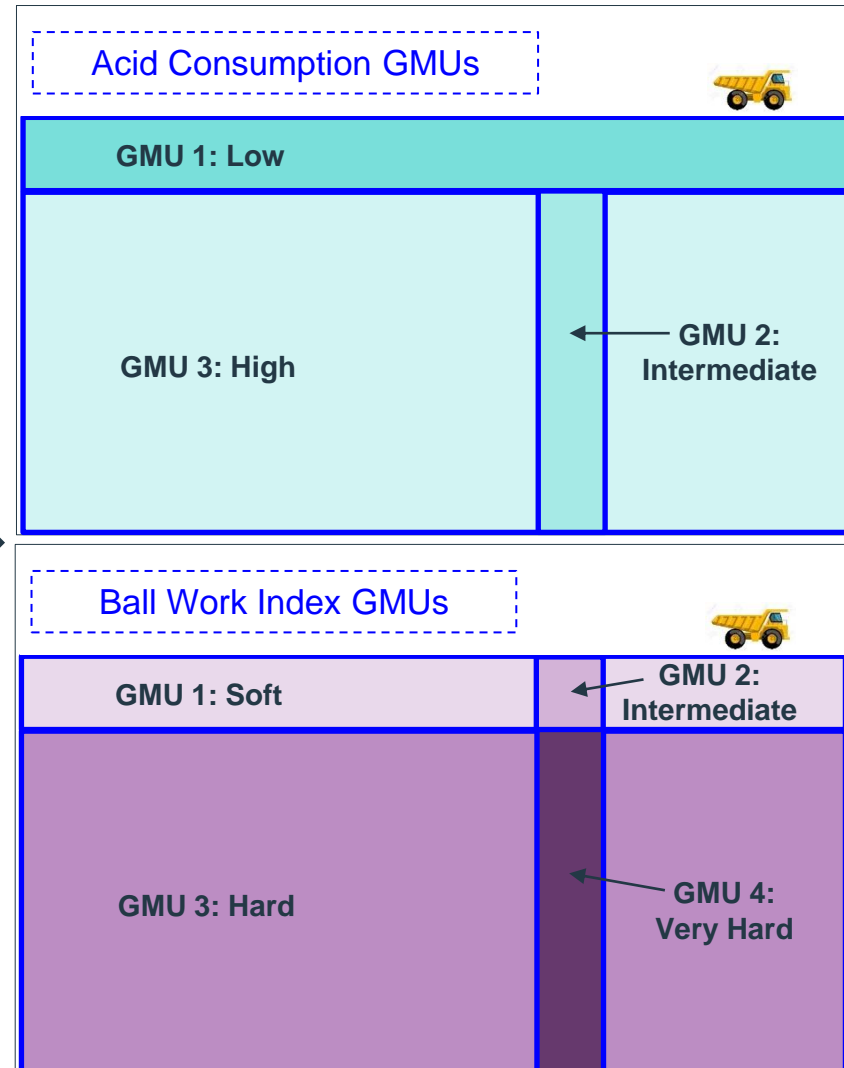 Acid Consumption GMUs
GMU 1: Low
GMU 3: High
GMU 2:
Intermediate
Ball Work Index GMUs
GMU 1: Soft
GMU 2:
Intermediate
GMU 3: Hard
GMU 4:
Very Hard